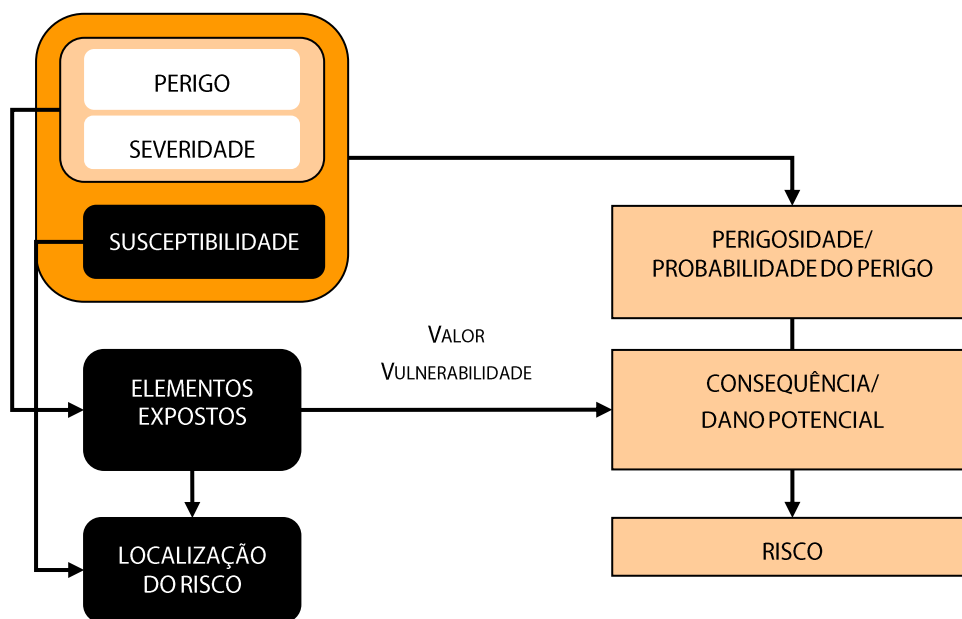 PERIGO
SEVERIDADE
SUSCEPTIBILIDADE
PERIGOSIDADE/
PROBABILIDADE DO PERIGO
VALOR
VULNERABILIDADE
ELEMENTOS
EXPOSTOS
CONSEQUÊNCIA/
DANO POTENCIAL
LOCALIZAÇÃO
DO RISCO
RISCO